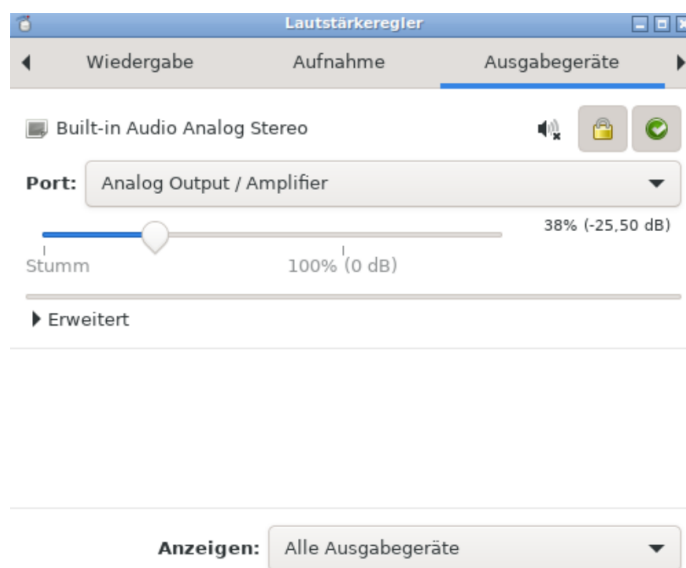 Lautstärkeregler
Wiedergabe Aufnahme Ausgabegeräte
Built-in Audio Analog Stereo
Port: Analog Output / Amplifier
38% (-25,50 dB)
Stumm 100% (0 dB)
Erweitert
Anzeigen: Alle Ausgabegeräte